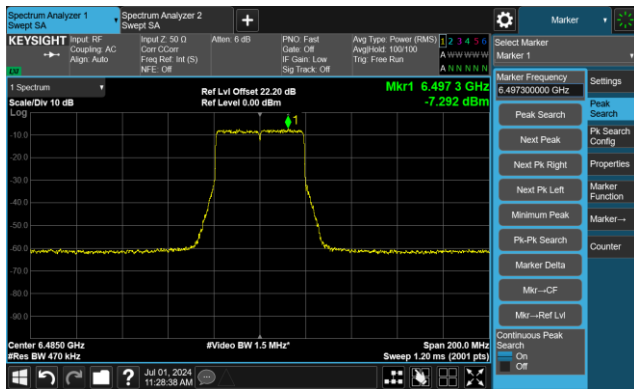 Spectrum Analyzer 1
Swept SA
Spectrum Analyzer 2
Swept SA
+
Marker
KEYSIGHT
Input: RF
Coupling: AC
Align: Auto
Input Z: 50 Ω
Corr CCorr
Freq Ref: Int (S)
NFE: Off
Atten: 6 dB
PNO: Fast
Gate: Off
IF Gain: Low
Sig Track: Off
Avg Type: Power (RMS)
Avg|Hold: 100/100
Trig: Free Run
1 2 3 4 5 6
A W W W W W
A N N N N N
Select Marker
Marker 1
LXI
1 Spectrum
Scale/Div 10 dB
Log
Ref Lvl Offset 22.20 dB
Ref Level 0.00 dBm
Mkr1 6.497 3 GHz
-7.292 dBm
1
-10.0
-20.0
-30.0
-40.0
-50.0
-60.0
-70.0
-80.0
-90.0
Center 6.4850 GHz
#Res BW 470 kHz
#Video BW 1.5 MHz*
Span 200.0 MHz
Sweep 1.20 ms (2001 pts)
Marker Frequency
6.497300000 GHz
Peak Search
Next Peak
Next Pk Right
Next Pk Left
Minimum Peak
Pk-Pk Search
Marker Delta
Mkr→CF
Mkr→Ref Lvl
Continuous Peak
Search
On
Off
Settings
Peak
Search
Pk Search
Config
Properties
Marker
Function
Marker→
Counter
?
Jul 01, 2024
11:28:38 AM